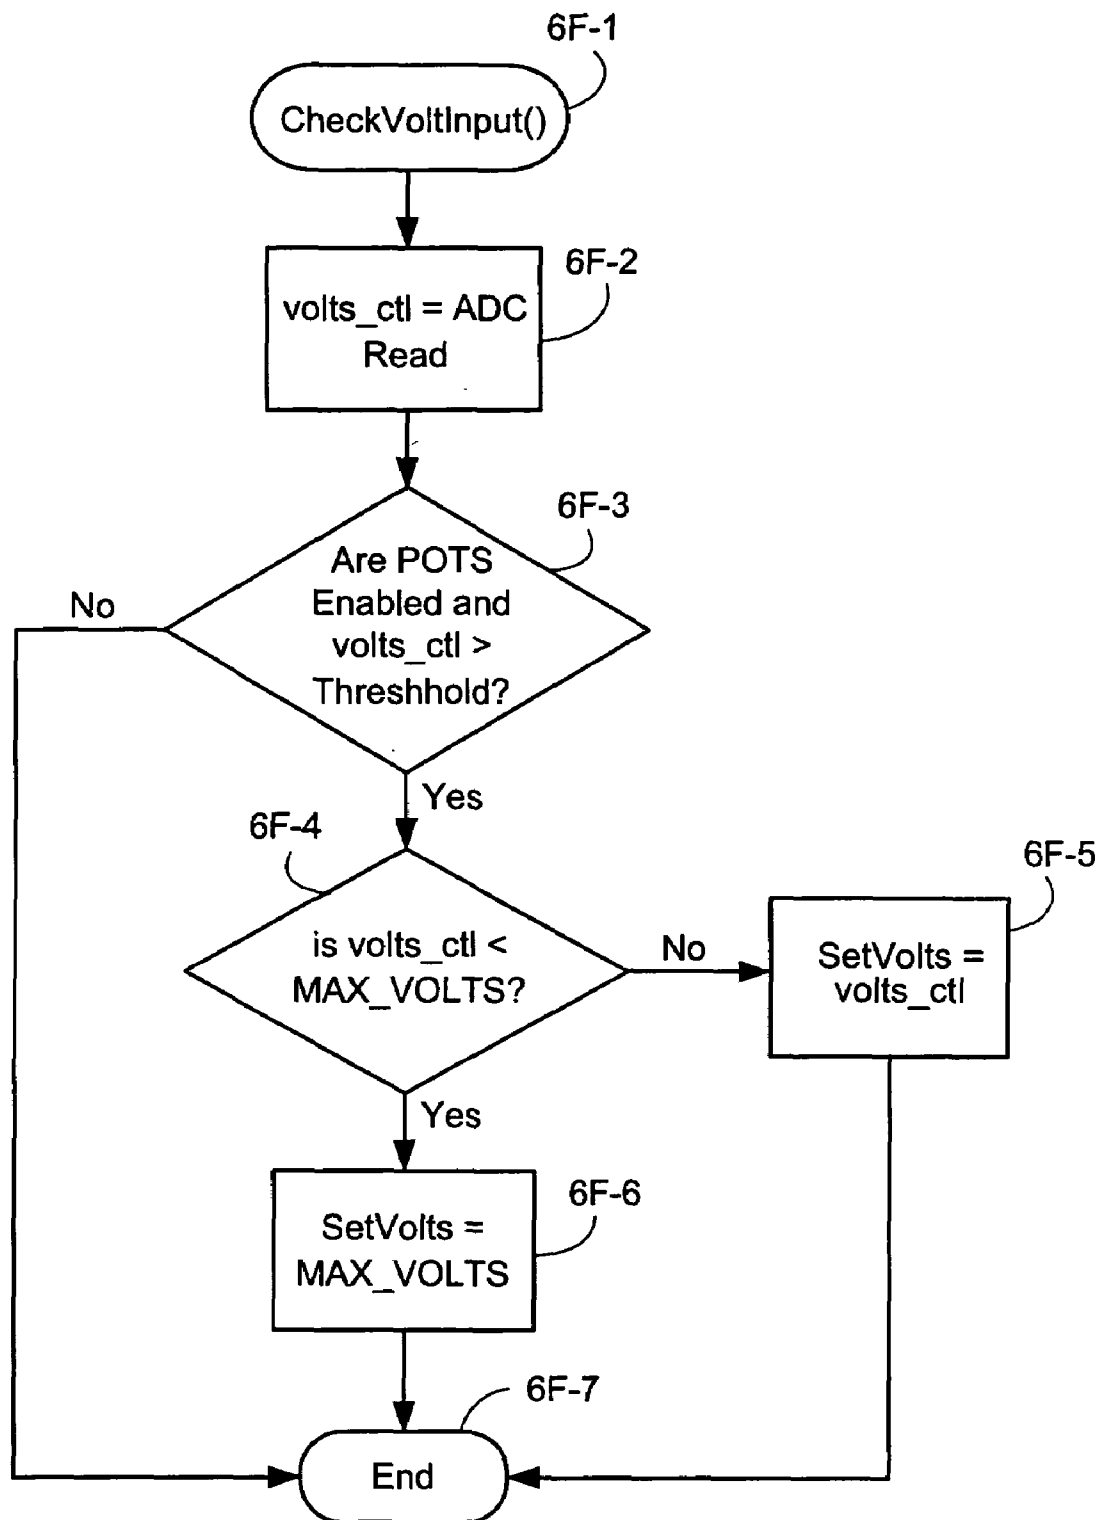 6F-1
CheckVoltInput()
6F-2
volts_ctl = ADC
Read
6F-3
Are POTS
Enabled and
volts_ctl >
Threshhold?
No
Yes
6F-4
is volts_ctl <
MAX_VOLTS?
No
6F-5
SetVolts =
volts_ctl
Yes
6F-6
SetVolts =
MAX_VOLTS
6F-7
End